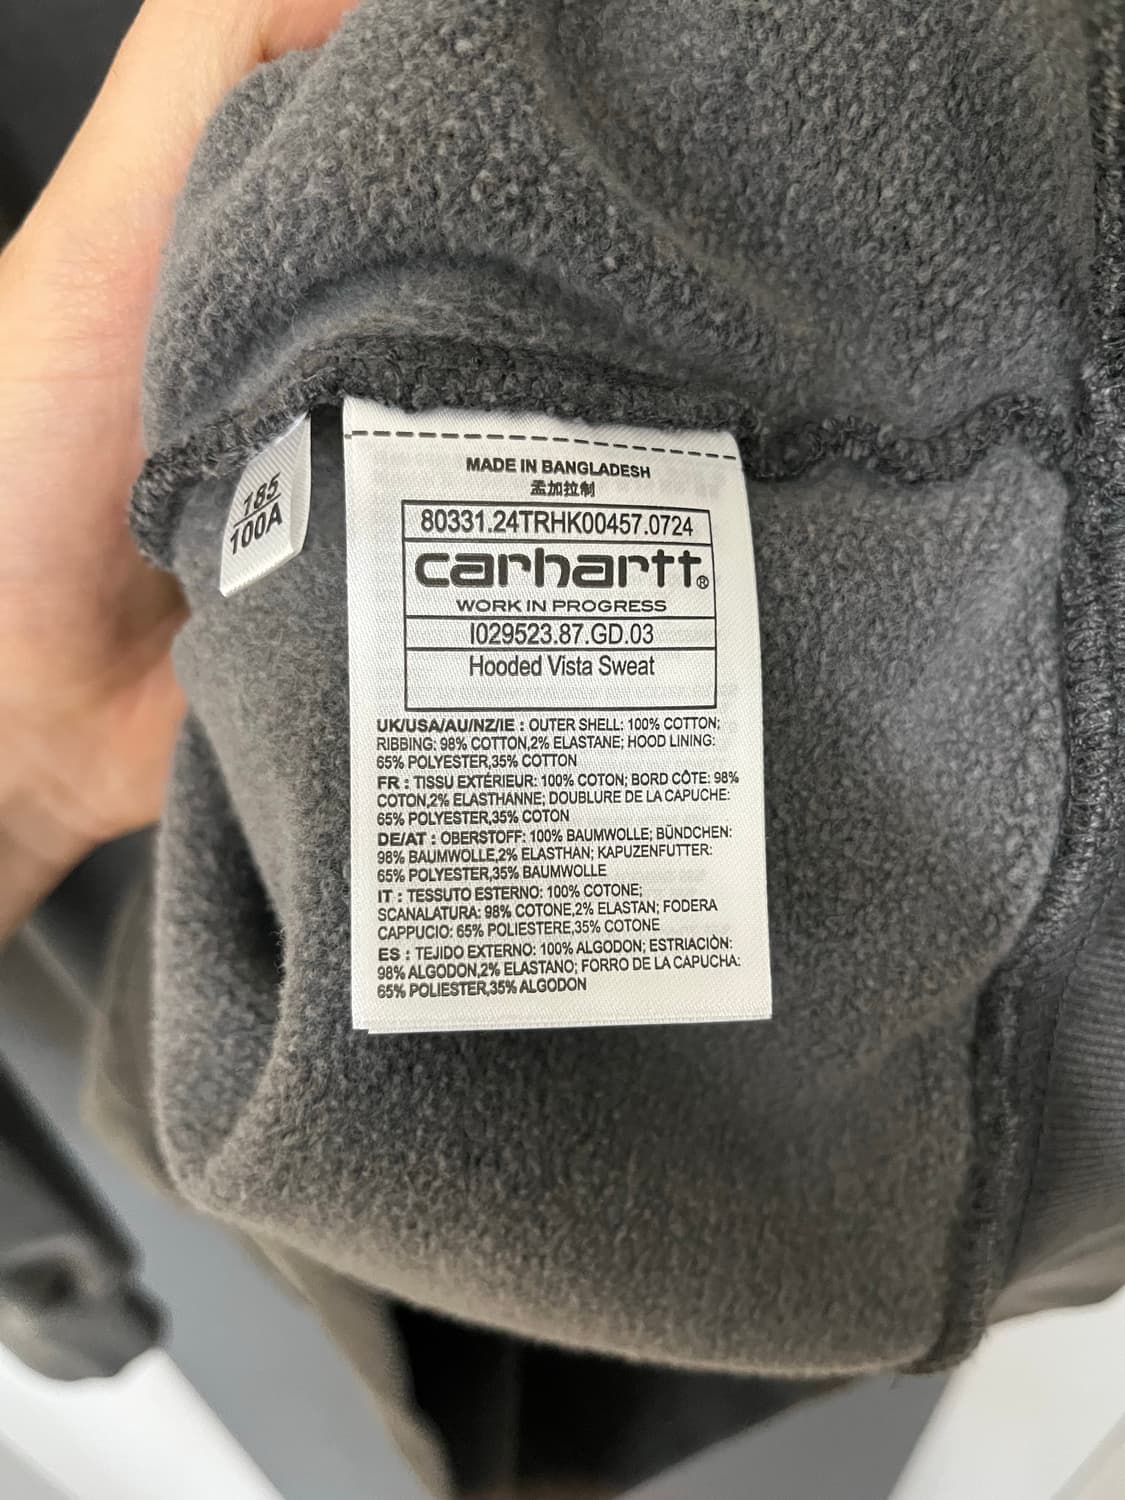 185
100A
MADE IN BANGLADESH
孟加拉制
80331.24TRHK00457.0724
carhartt®
WORK IN PROGRESS
I029523.87.GD.03
Hooded Vista Sweat
UK/USA/AU/NZ/IE : OUTER SHELL: 100% COTTON;
RIBBING: 98% COTTON,2% ELASTANE; HOOD LINING:
65% POLYESTER,35% COTTON
FR : TISSU EXTÉRIEUR: 100% COTON; BORD CÔTE: 98%
COTON,2% ELASTHANNE; DOUBLURE DE LA CAPUCHE:
65% POLYESTER,35% COTON
DE/AT : OBERSTOFF: 100% BAUMWOLLE; BÜNDCHEN:
98% BAUMWOLLE,2% ELASTHAN; KAPUZENFUTTER:
65% POLYESTER,35% BAUMWOLLE
IT : TESSUTO ESTERNO: 100% COTONE;
SCANALATURA: 98% COTONE,2% ELASTAN; FODERA
CAPPUCIO: 65% POLIESTERE,35% COTONE
ES : TEJIDO EXTERNO: 100% ALGODON; ESTRIACIÒN:
98% ALGODON,2% ELASTANO; FORRO DE LA CAPUCHA:
65% POLIESTER,35% ALGODON